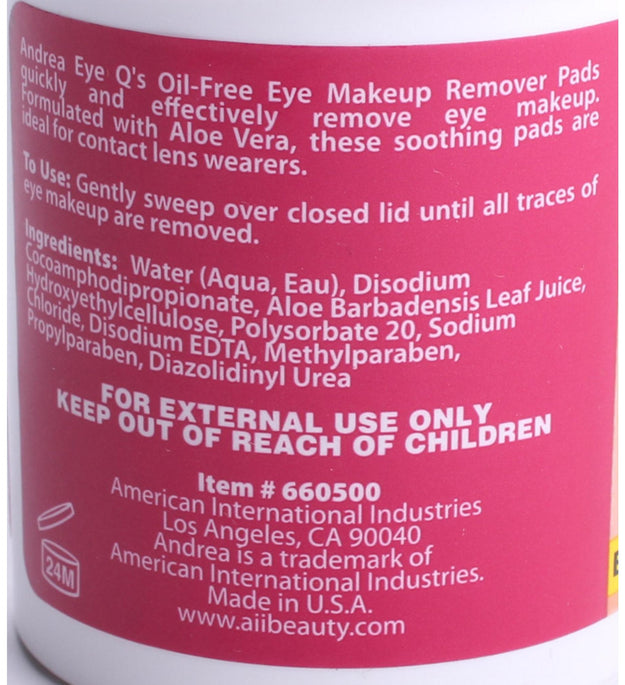 Andrea Eye Q's Oil-Free Eye Makeup Remover Pads
quickly and effectively remove eye makeup.
Formulated with Aloe Vera, these soothing pads are
ideal for contact lens wearers.
To Use: Gently sweep over closed lid until all traces of
eye makeup are removed.
Ingredients: Water (Aqua, Eau), Disodium
Cocoamphodipropionate, Aloe Barbadensis Leaf Juice,
Hydroxyethylcellulose, Polysorbate 20, Sodium
Chloride, Disodium EDTA, Methylparaben,
Propylparaben, Diazolidinyl Urea
FOR EXTERNAL USE ONLY
KEEP OUT OF REACH OF CHILDREN
Item # 660500
American International Industries
Los Angeles, CA 90040
Andrea is a trademark of
American International Industries.
Made in U.S.A.
www.aiibeauty.com
24M